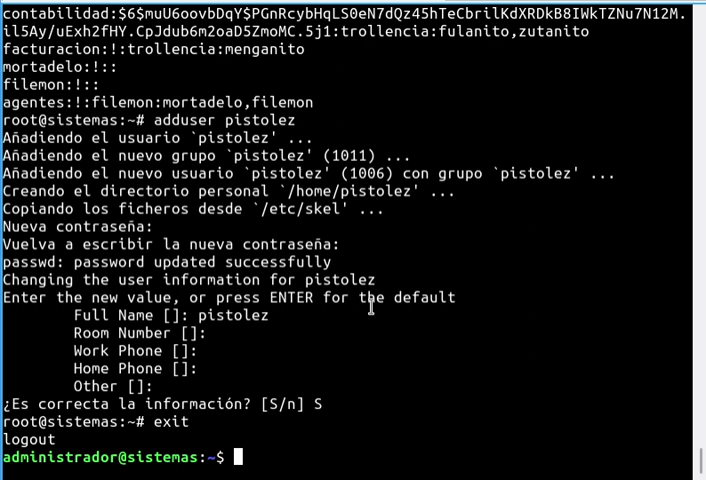 contabilidad:$6$muU6oovbDqY$PGnRcybHqLS0eN7dQz45hTeCbrilKdXRDkB8IWkTZNu7N12M.
il5Ay/uExh2fHY.CpJdub6m2oaD5ZmoMC.5j1:trollencia:fulanito,zutanito
facturacion:!:trollencia:menganito
mortadelo:!::
filemon:!::
agentes:!:filemon:mortadelo,filemon
root@sistemas:~# adduser pistolez
Añadiendo el usuario `pistolez' ...
Añadiendo el nuevo grupo `pistolez' (1011) ...
Añadiendo el nuevo usuario `pistolez' (1006) con grupo `pistolez' ...
Creando el directorio personal `/home/pistolez' ...
Copiando los ficheros desde `/etc/skel' ...
Nueva contraseña:
Vuelva a escribir la nueva contraseña:
passwd: password updated successfully
Changing the user information for pistolez
Enter the new value, or press ENTER for the default
Full Name []: pistolez
Room Number []:
Work Phone []:
Home Phone []:
Other []:
¿Es correcta la información? [S/n] S
root@sistemas:~# exit
logout
administrador@sistemas:~$